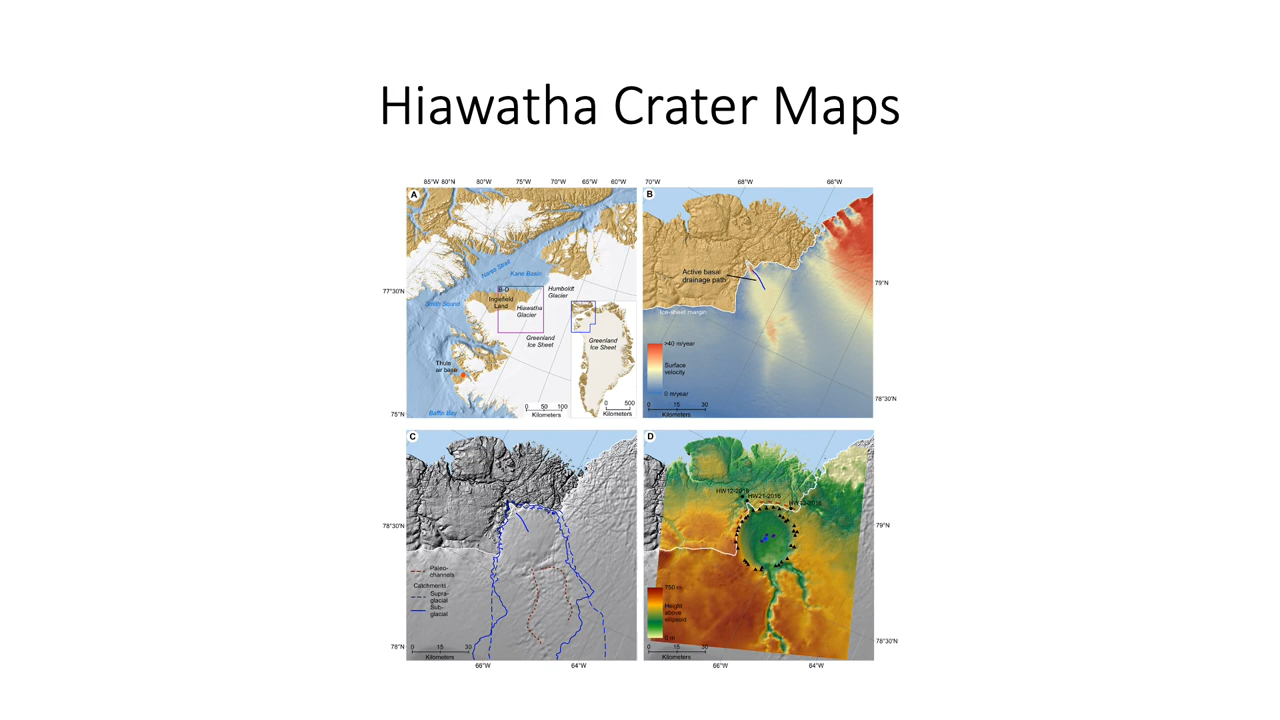 Hiawatha Crater Maps
85°W 80°N 80°W 75°W 70°W 65°W 60°W
A
Nares Strait
Kane Basin
77°30'N
B-D
Humboldt
Glacier
Smith Sound
Inglefield
Land
Hiawatha
Glacier
Greenland
Ice Sheet
Greenland
Ice Sheet
Thule
air base
0 50 100
Kilometers
0 500
Kilometers
75°N
Baffin Bay
70°W 68°W 66°W
B
Active basal
drainage path
79°N
Ice-sheet margin
>40 m/year
Surface
velocity
0 m/year
0 15 30
Kilometers
78°30'N
C
78°30'N
Paleo-
channels
Catchments
Supra-
glacial
Sub-
glacial
0 15 30
Kilometers
78°N
66°W 64°W
D
HW12-2016
HW21-2016
HW13-2016
79°N
750 m
Height
above
ellipsoid
0 m
0 15 30
Kilometers
78°30'N
66°W 64°W